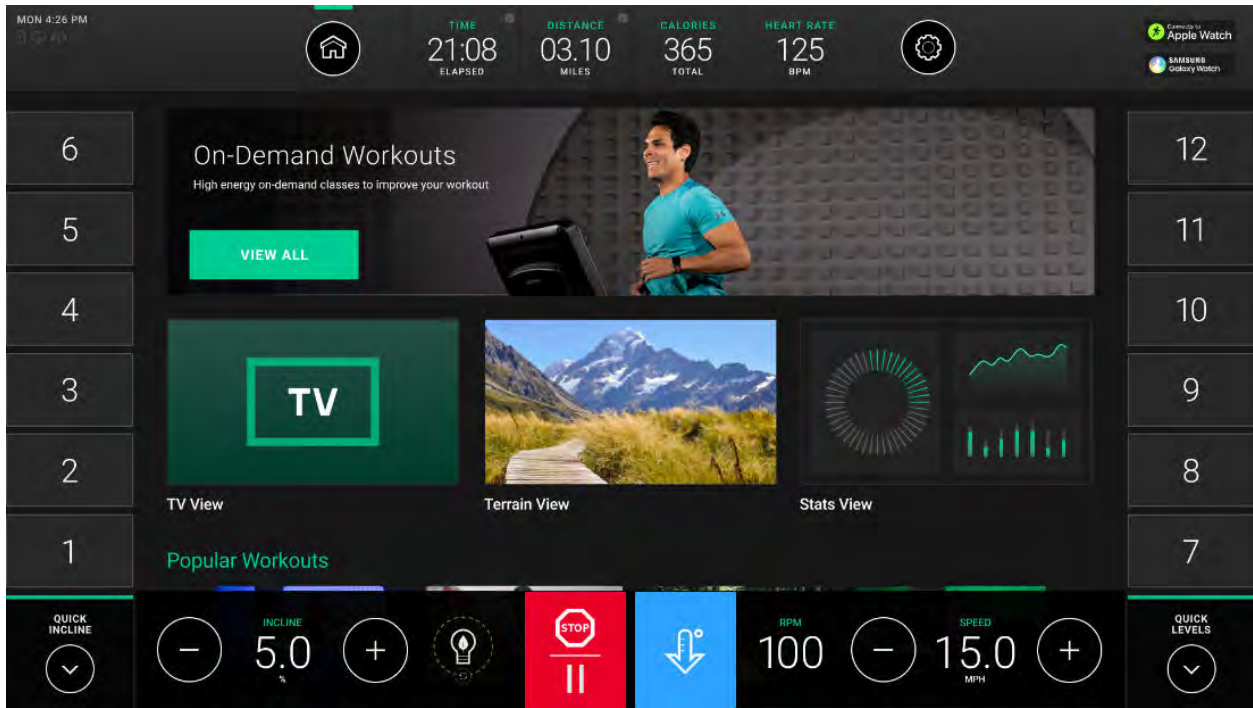 MON 4:26 PM
TIME
21:08
ELAPSED
DISTANCE
03.10
MILES
CALORIES
365
TOTAL
HEART RATE
125
BPM
Connects to
Apple Watch
SAMSUNG
Galaxy Watch
6
5
4
3
2
1
QUICK
INCLINE
On-Demand Workouts
High energy on-demand classes to improve your workout
VIEW ALL
TV
TV View
Terrain View
Stats View
Popular Workouts
12
11
10
9
8
7
QUICK
LEVELS
INCLINE
5.0
%
STOP
RPM
100
SPEED
15.0
MPH